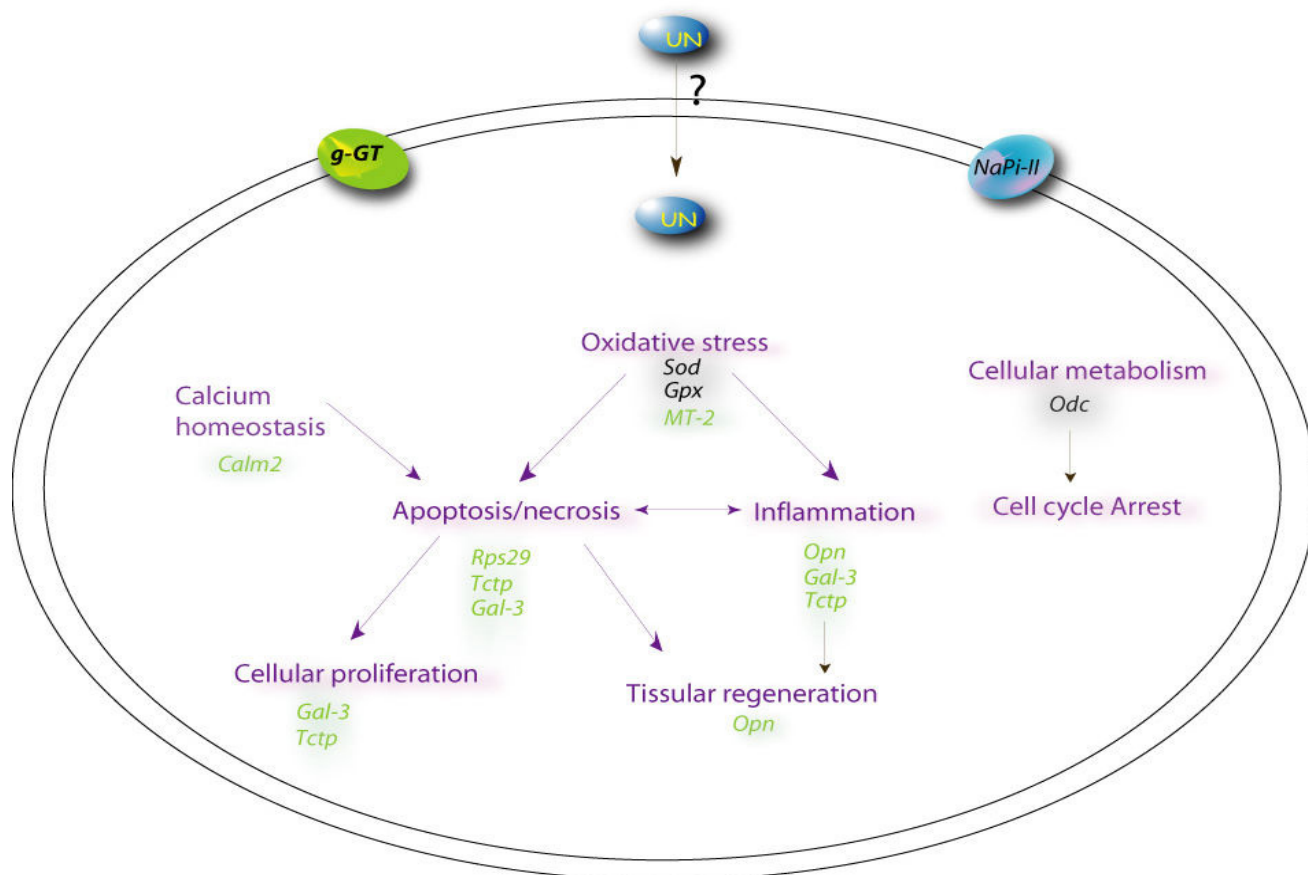 UN
?
g-GT
NaPi-II
UN
Oxidative stress
Sod
Gpx
MT-2
Cellular metabolism
Odc
Calcium
homeostasis
Calm2
Apoptosis/necrosis
Inflammation
Cell cycle Arrest
Rps29
Tctp
Gal-3
Opn
Gal-3
Tctp
Cellular proliferation
Gal-3
Tctp
Tissular regeneration
Opn